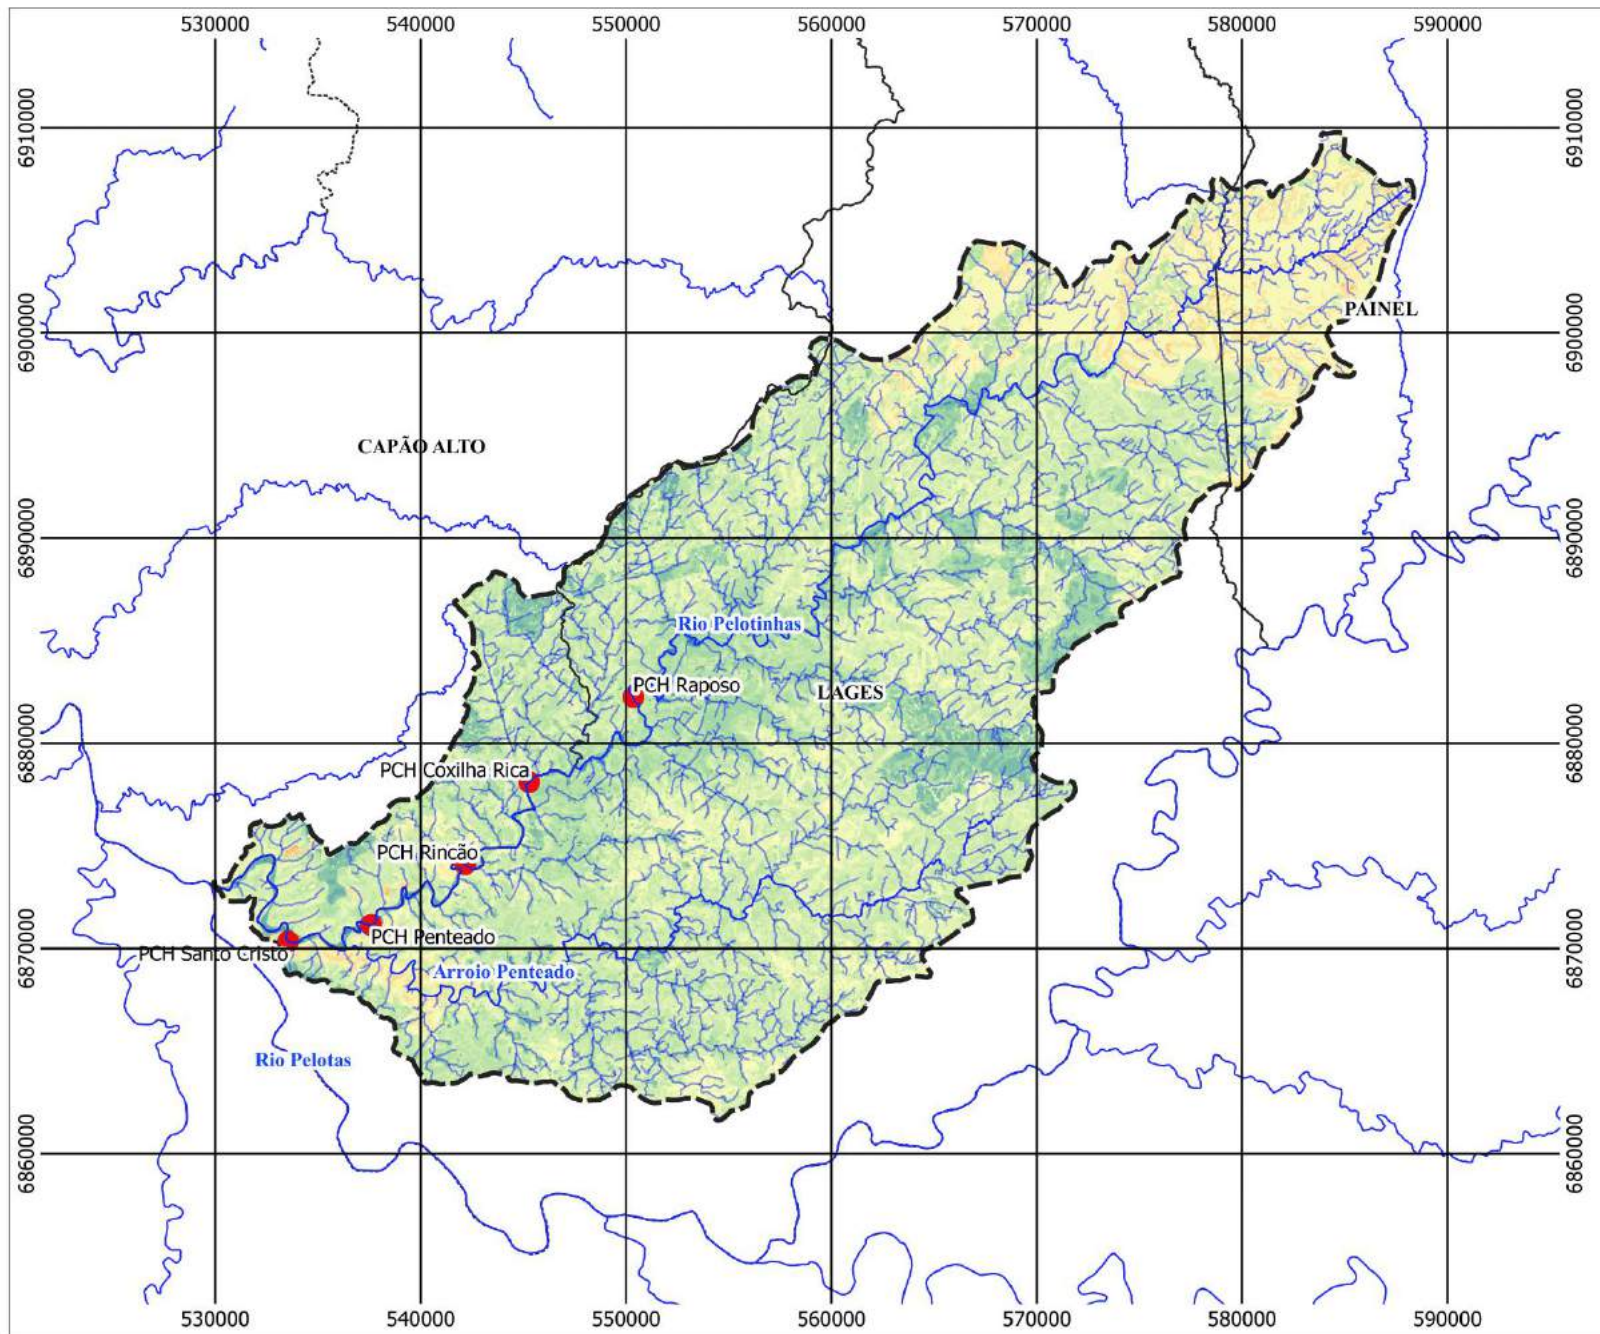 530000 540000 550000 560000 570000 580000 590000
6910000 6910000
PAINEL
6900000 6900000
CAPÃO ALTO
6890000 6890000
Rio Pelotinhas
PCH Raposo
LAGES
6880000 6880000
PCH Coxilha Rica
PCH Rincão
PCH Penteado
PCH Santo Cristo
6870000 6870000
Arroio Penteado
Rio Pelotas
6860000 6860000
530000 540000 550000 560000 570000 580000 590000